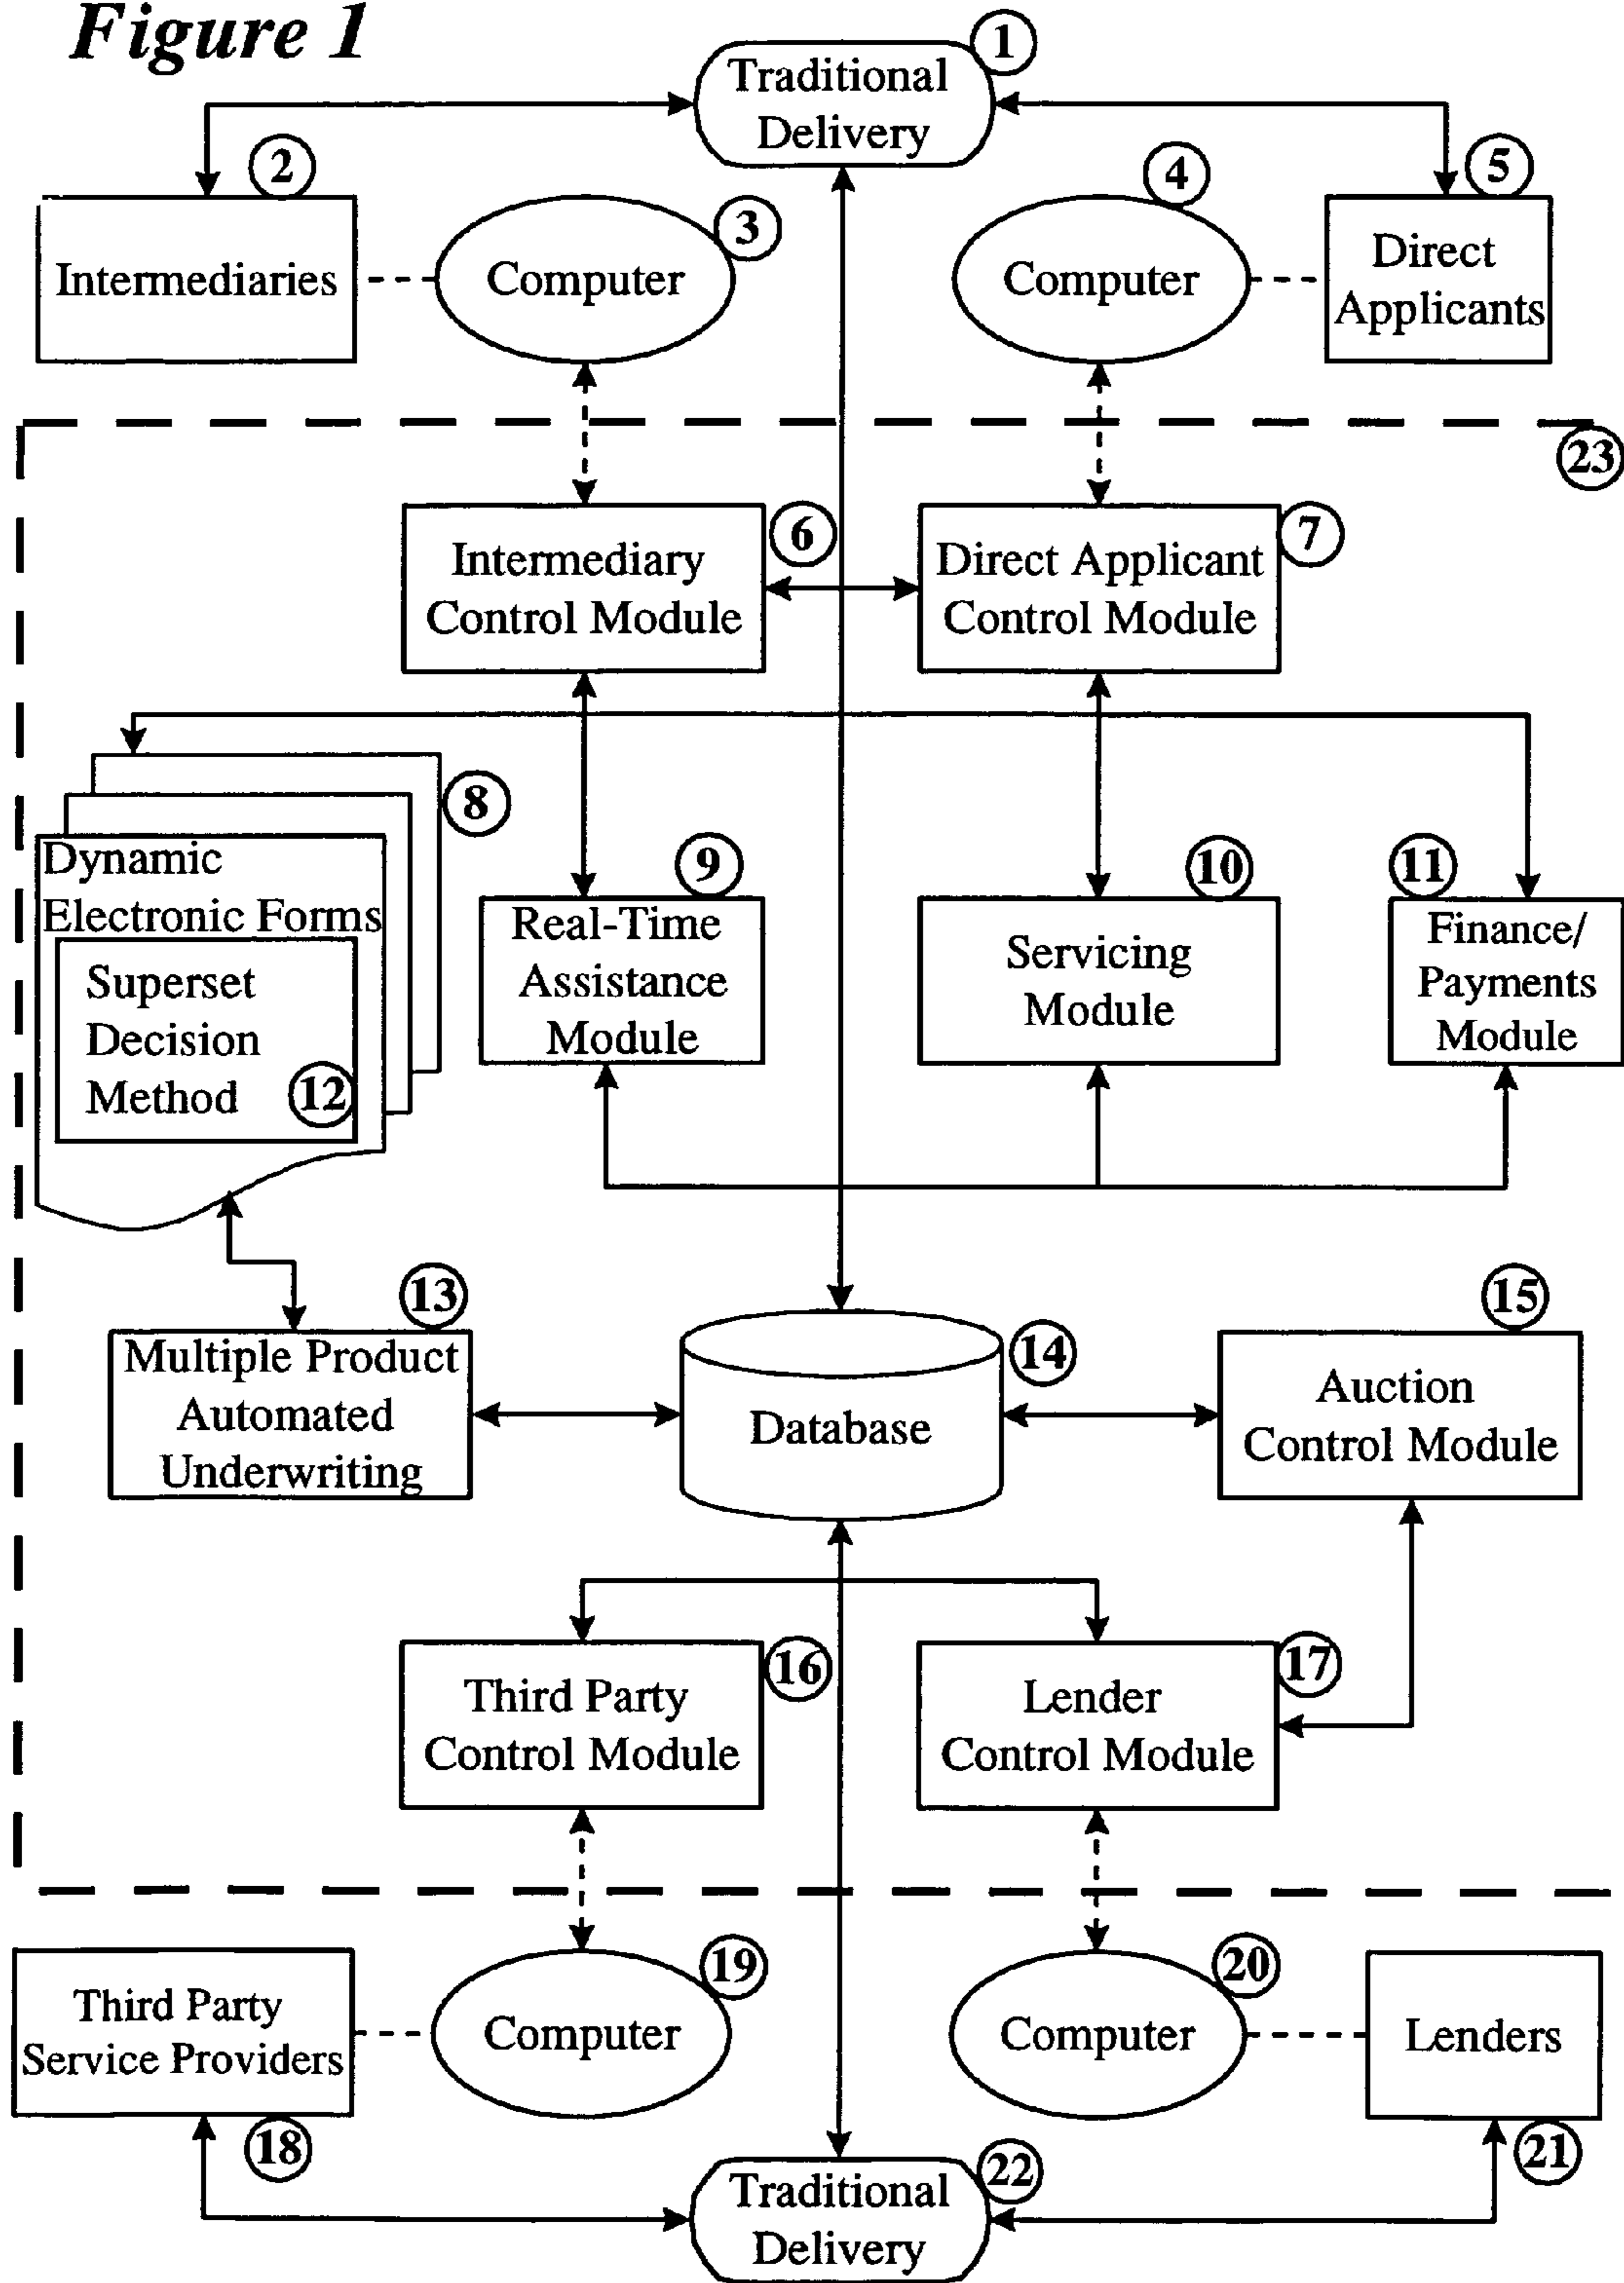 Figure 1
1
Traditional
Delivery
2
Intermediaries
3
Computer
4
Computer
5
Direct
Applicants
23
6
Intermediary
Control Module
7
Direct Applicant
Control Module
8
Dynamic
Electronic Forms
Superset
Decision
Method
12
9
Real-Time
Assistance
Module
10
Servicing
Module
11
Finance/
Payments
Module
13
Multiple Product
Automated
Underwriting
14
Database
15
Auction
Control Module
16
Third Party
Control Module
17
Lender
Control Module
Third Party
Service Providers
18
19
Computer
20
Computer
Lenders
21
22
Traditional
Delivery